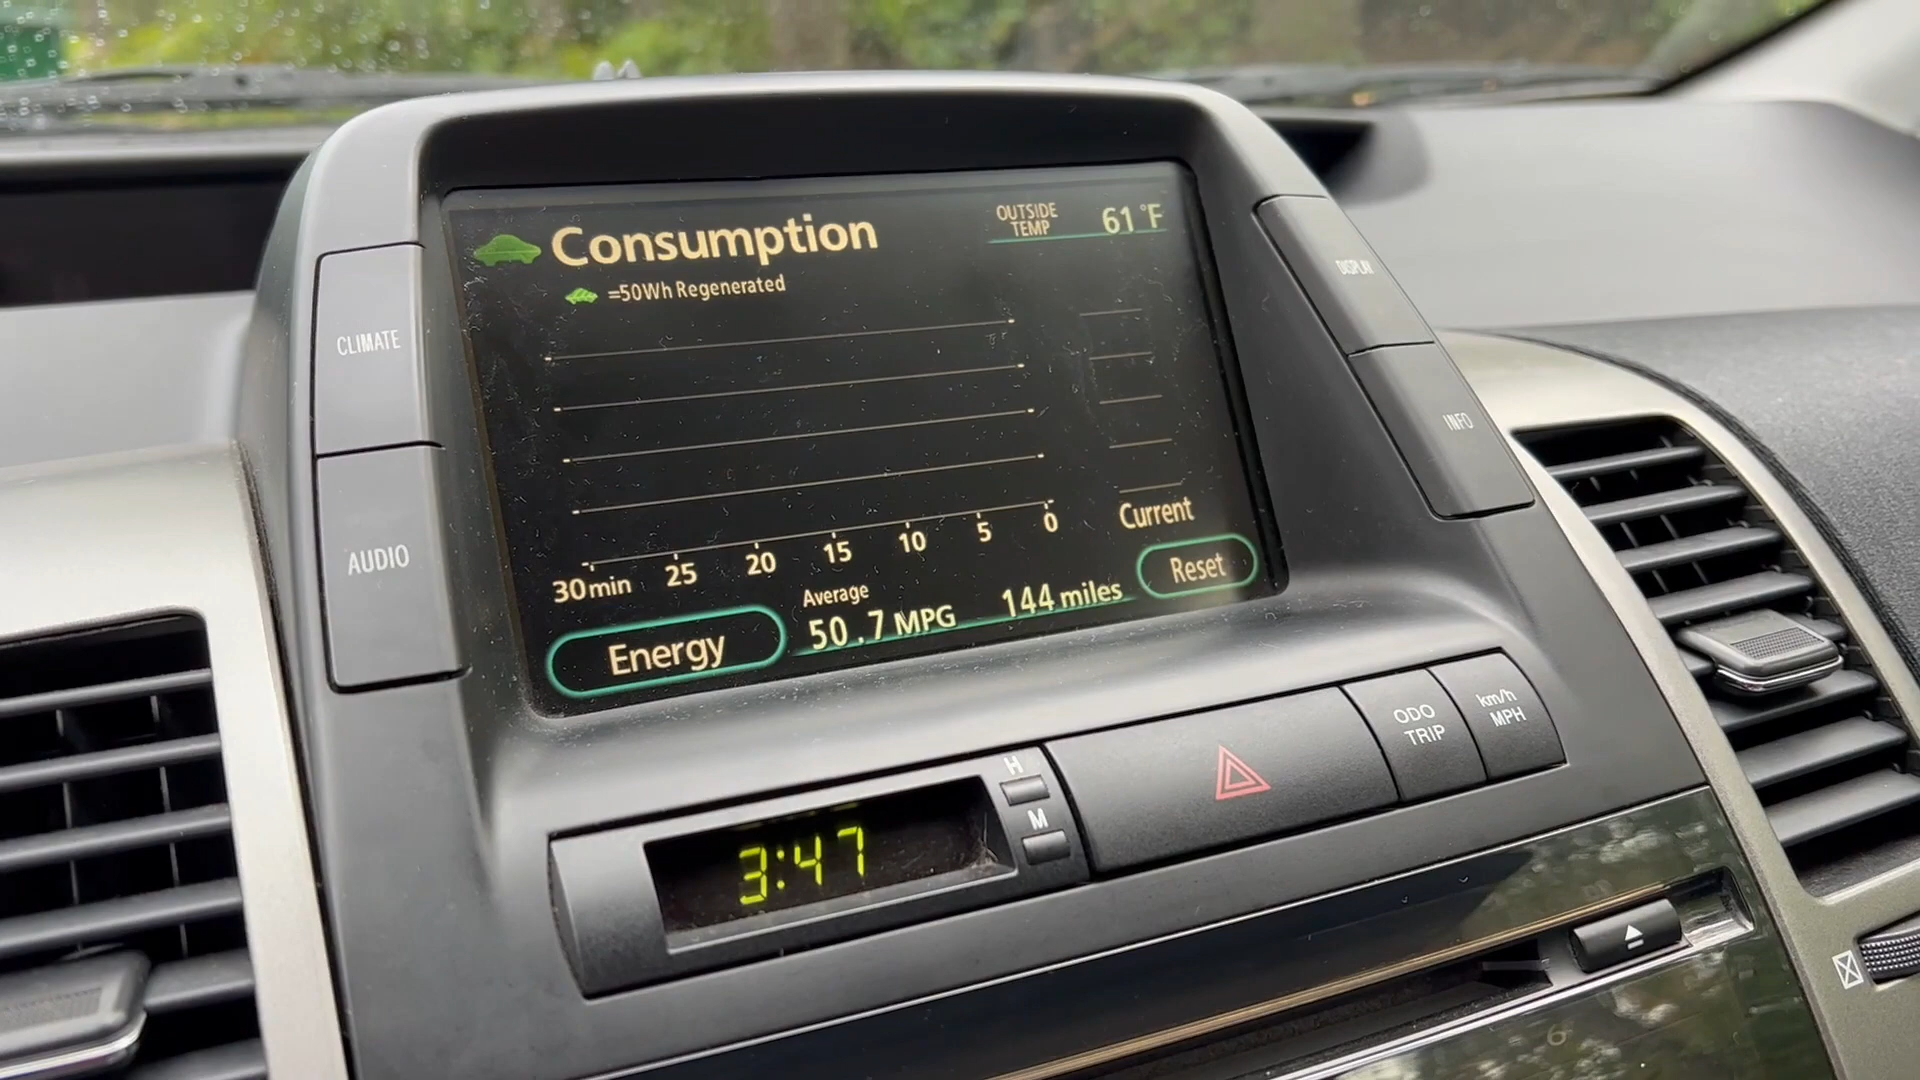 Consumption
OUTSIDE
TEMP
61°F
=50Wh Regenerated
CLIMATE
AUDIO
DISPLAY
INFO
30min 25 20 15 10 5 0
Current
Energy
Average
50.7 MPG
144 miles
Reset
ODO
TRIP
km/h
MPH
H
M
3:47
6